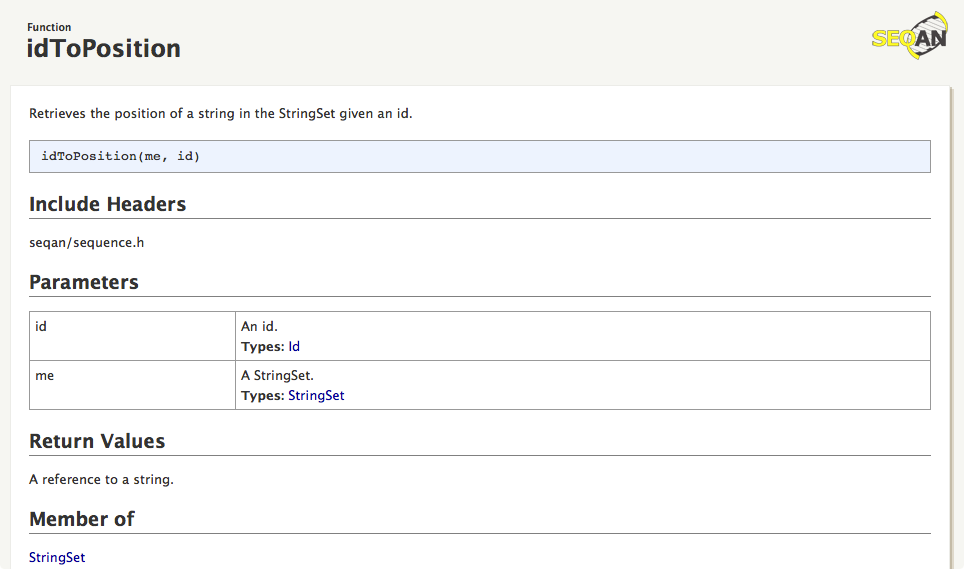 Function
idToPosition
SEQAN
Retrieves the position of a string in the StringSet given an id.
idToPosition(me, id)
Include Headers
seqan/sequence.h
Parameters
id
An id.
Types: Id
me
A StringSet.
Types: StringSet
Return Values
A reference to a string.
Member of
StringSet